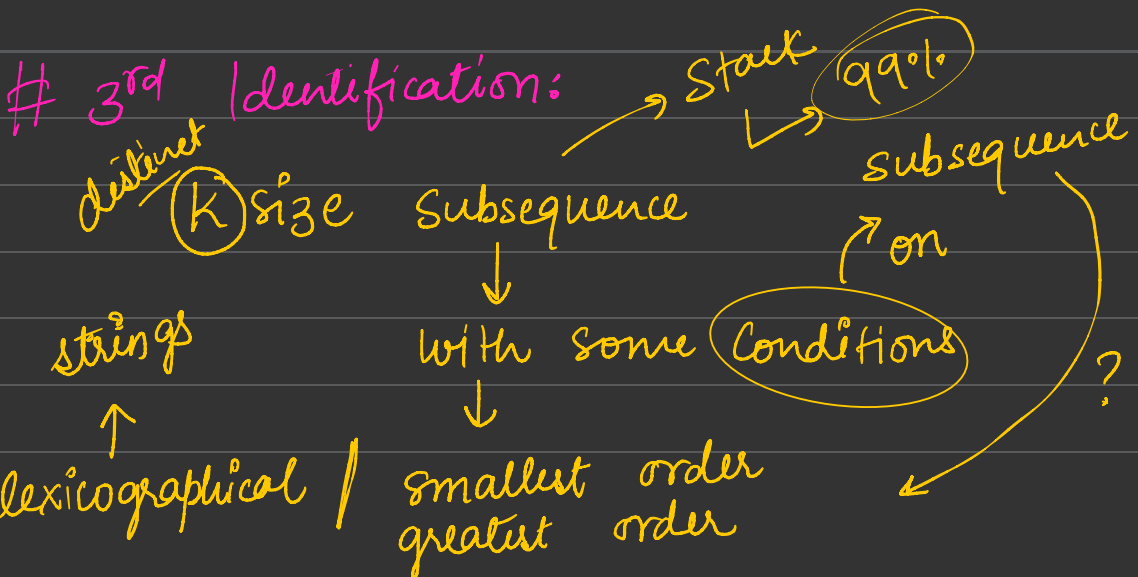 # 3rd Identification:
Stack 99%
distinct
k size subsequence
subsequence
on
strings
with some Conditions
?
lexicographical / smallest order
greatest order